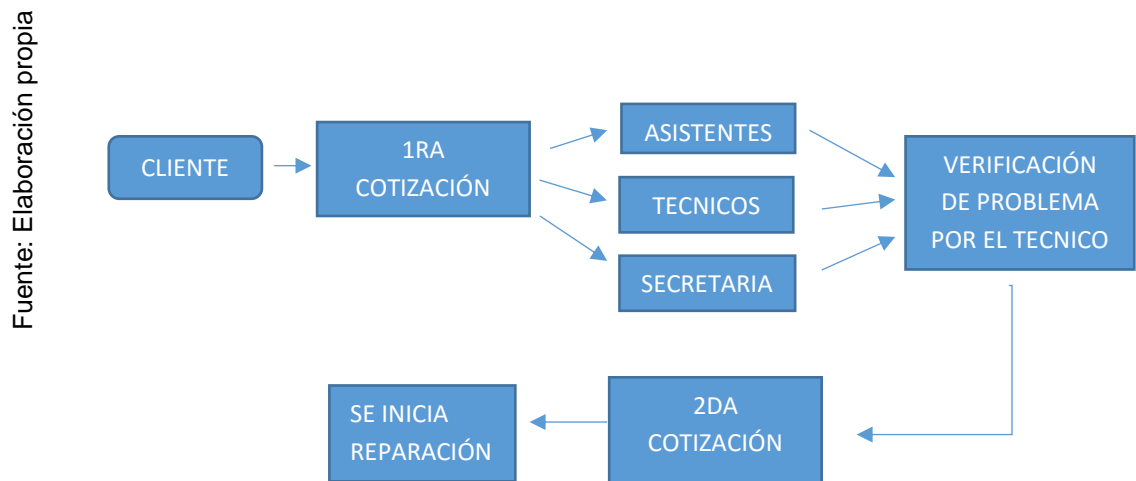 Fuente: Elaboración propia
CLIENTE
1RA
COTIZACIÓN
ASISTENTES
TECNICOS
SECRETARIA
VERIFICACIÓN
DE PROBLEMA
POR EL TECNICO
2DA
COTIZACIÓN
SE INICIA
REPARACIÓN